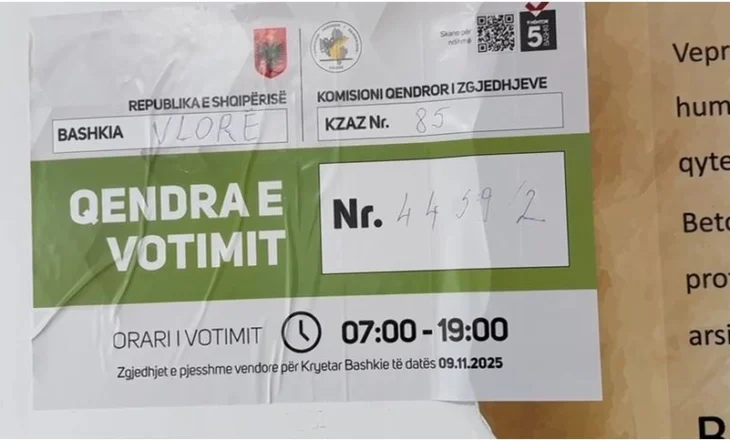 Skano për
ndihmë
5
REPUBLIKA E SHQIPËRISË
KOMISIONI QENDROR I ZGJEDHJEVE
BASHKIA VLORË
KZAZ Nr. 85
QENDRA E
VOTIMIT
Nr. 4459/2
ORARI I VOTIMIT 07:00 - 19:00
Zgjedhjet e pjesshme vendore për Kryetar Bashkie të datës 09.11.2025
Vepr
hum
qyte
Beto
prof
arsi